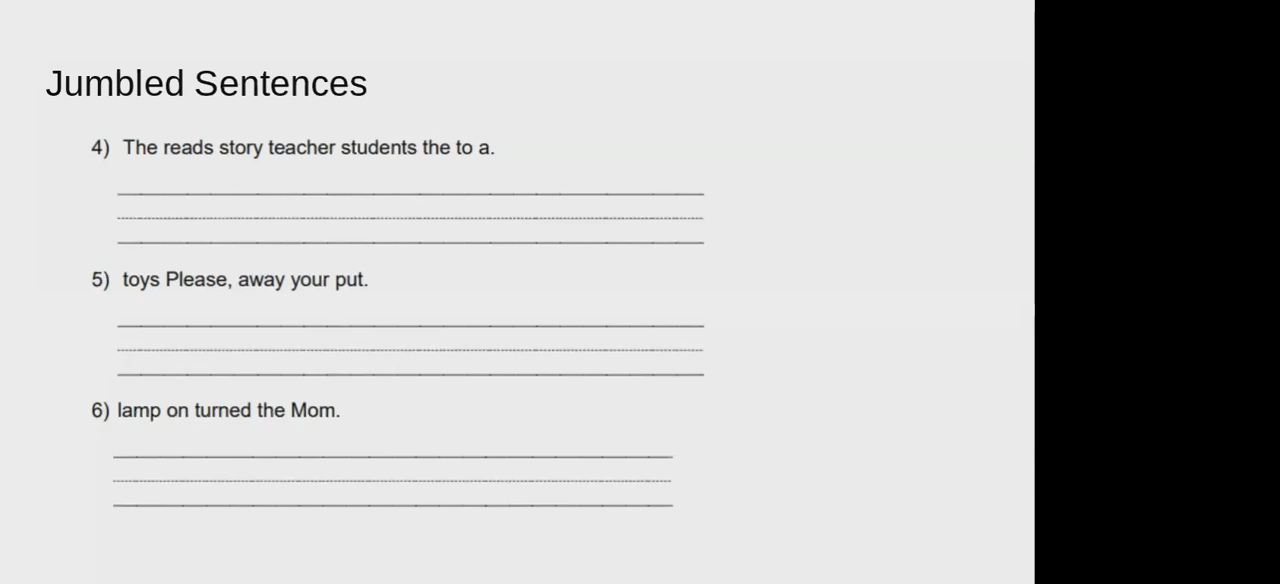 Jumbled Sentences
4) The reads story teacher students the to a.
5) toys Please, away your put.
6) lamp on turned the Mom.